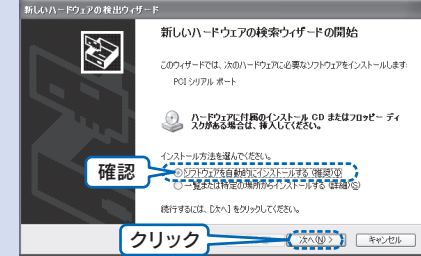 新しいハードウェアの検出ウィザード
新しいハードウェアの検索ウィザードの開始
このウィザードでは、次のハードウェアに必要なソフトウェアをインストールします:
PCI シリアル ポート
ハードウェアに付属のインストール CD またはフロッピー ディ
スクがある場合は、挿入してください。
インストール方法を選んでください。
確認
ソフトウェアを自動的にインストールする (推奨)(I)
一覧または特定の場所からインストールする (詳細)(S)
続行するには、[次へ] をクリックしてください。
クリック
次へ(N) >
キャンセル